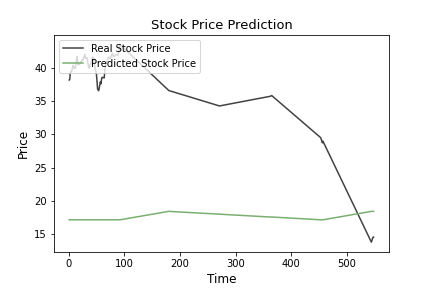 Stock Price Prediction
Real Stock Price
Predicted Stock Price
Price
40
35
30
25
20
15
0 100 200 300 400 500
Time